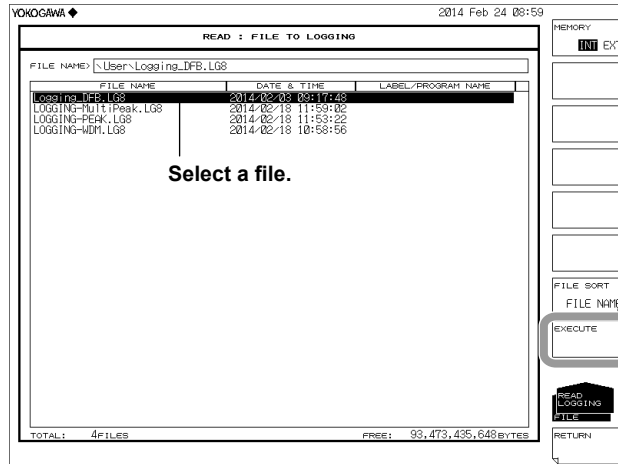 YOKOGAWA◆ 2014 Feb 24 08:59
READ : FILE TO LOGGING
FILE NAME> \User\Logging_DFB.LG8
FILE NAME DATE & TIME LABEL/PROGRAM NAME
Logging_DFB.LG8 2014/02/03 09:17:48
LOGGING-MultiPeak.LG8 2014/02/18 11:59:02
LOGGING-PEAK.LG8 2014/02/18 11:53:22
LOGGING-WDM.LG8 2014/02/18 10:58:56
Select a file.
TOTAL: 4FILES FREE: 93,473,435,648BYTES
MEMORY
INT EXT
FILE SORT
FILE NAME
EXECUTE
READ
LOGGING
FILE
RETURN